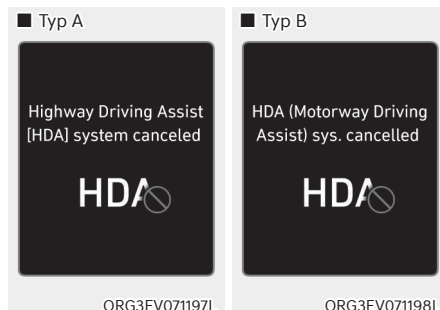 ■ Typ A
Highway Driving Assist
[HDA] system canceled
HDA
ORG3EV071197L
■ Typ B
HDA (Motorway Driving
Assist) sys. cancelled
HDA
ORG3EV071198L